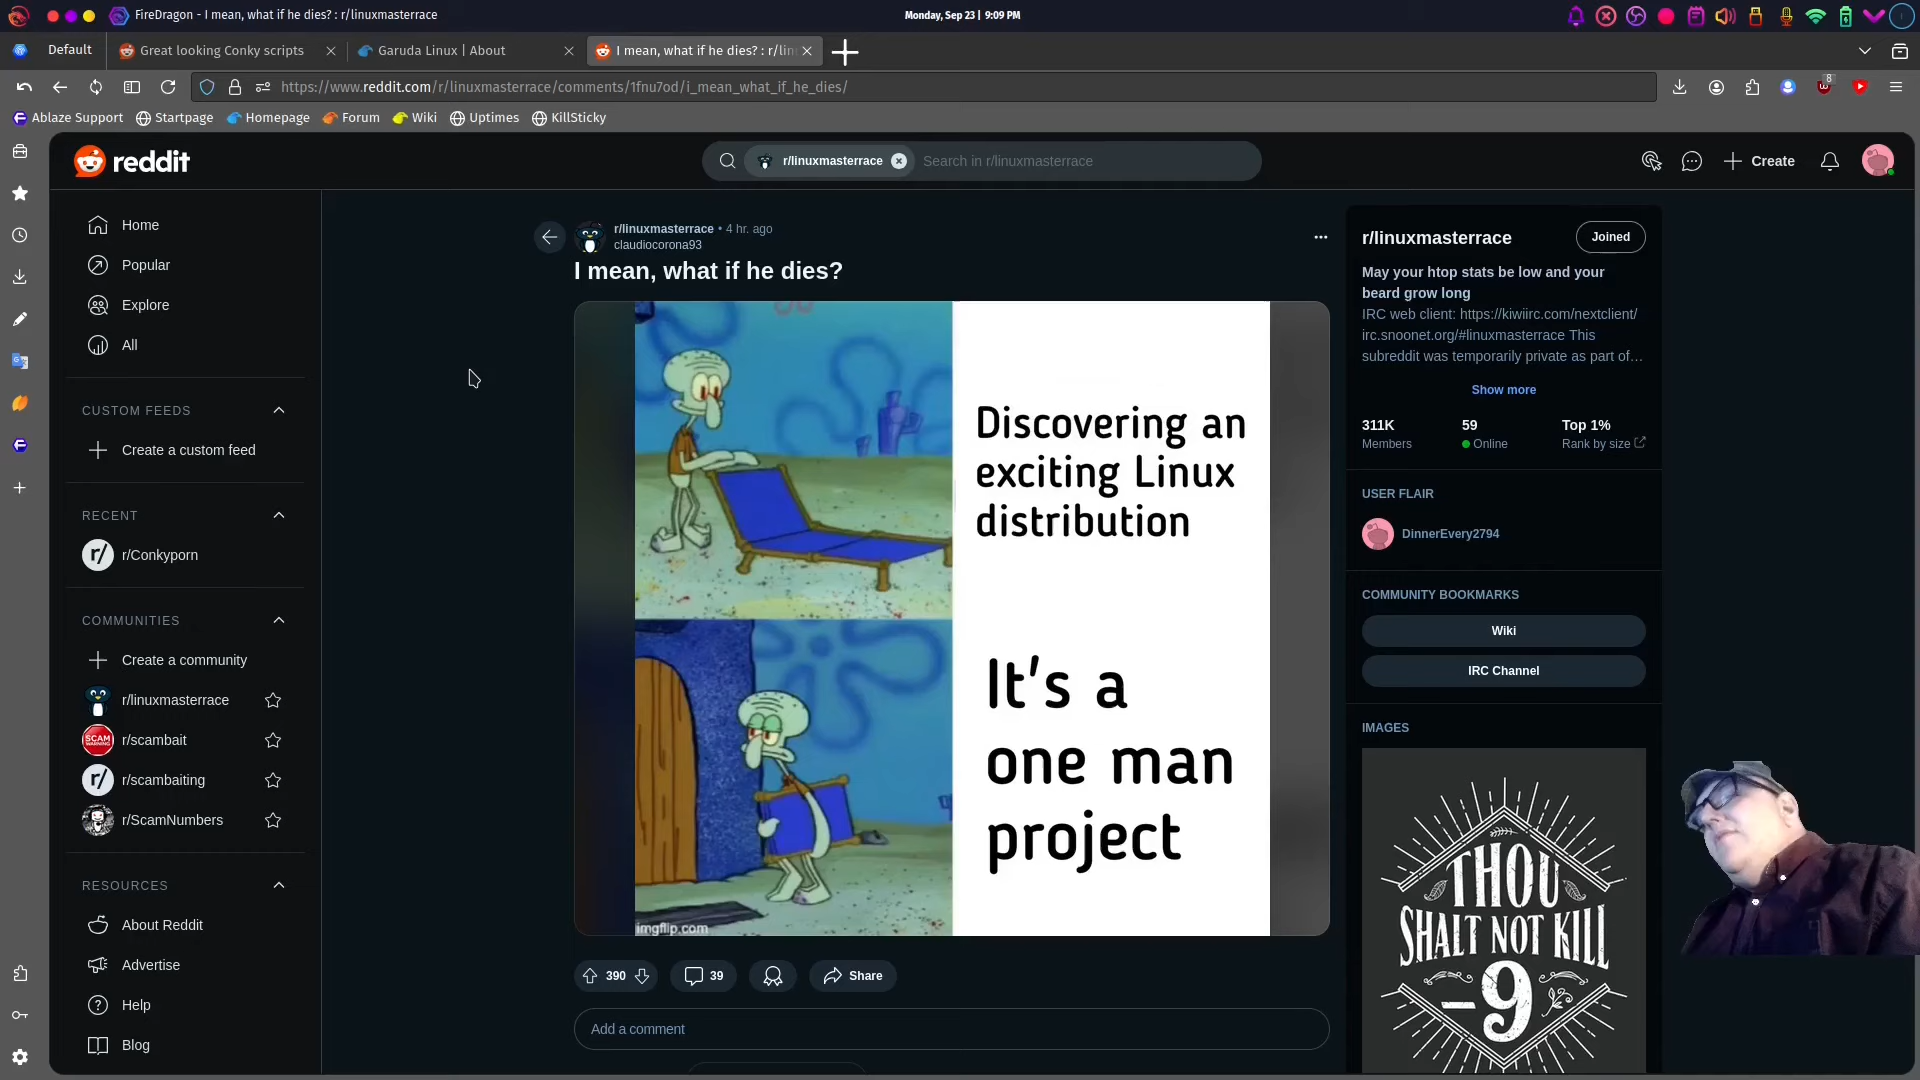 FireDragon - I mean, what if he dies? : r/linuxmasterrace
Monday, Sep 23 | 9:09 PM
Default
Great looking Conky scripts
Garuda Linux | About
I mean, what if he dies? : r/lin
https://www.reddit.com/r/linuxmasterrace/comments/1fnu7od/i_mean_what_if_he_dies/
8
Ablaze Support
Startpage
Homepage
Forum
Wiki
Uptimes
KillSticky
reddit
r/linuxmasterrace
Search in r/linuxmasterrace
Create
Home
Popular
Explore
All
CUSTOM FEEDS
Create a custom feed
RECENT
r/Conkyporn
COMMUNITIES
Create a community
r/linuxmasterrace
SCAM
WARNING
r/scambait
r/scambaiting
r/ScamNumbers
RESOURCES
About Reddit
Advertise
Help
Blog
r/linuxmasterrace • 4 hr. ago
claudiocorona93
I mean, what if he dies?
Discovering an
exciting Linux
distribution
It's a
one man
project
imgflip.com
390
39
Share
Add a comment
r/linuxmasterrace
Joined
May your htop stats be low and your
beard grow long
IRC web client: https://kiwiirc.com/nextclient/
irc.snoonet.org/#linuxmasterrace This
subreddit was temporarily private as part of…
Show more
311K
Members
59
Online
Top 1%
Rank by size
USER FLAIR
DinnerEvery2794
COMMUNITY BOOKMARKS
Wiki
IRC Channel
IMAGES
THOU
SHALT NOT KILL
-9